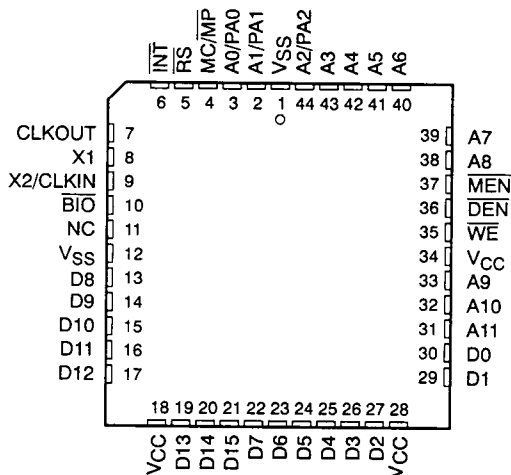 INT RS MC/MP A0/PA0 A1/PA1 VSS A2/PA2 A3 A4 A5 A6
6 5 4 3 2 1 44 43 42 41 40
CLKOUT 7
X1 8
X2/CLKIN 9
BIO 10
NC 11
VSS 12
D8 13
D9 14
D10 15
D11 16
D12 17
39 A7
38 A8
37 MEN
36 DEN
35 WE
34 VCC
33 A9
32 A10
31 A11
30 D0
29 D1
18 19 20 21 22 23 24 25 26 27 28
VCC D13 D14 D15 D7 D6 D5 D4 D3 D2 VCC